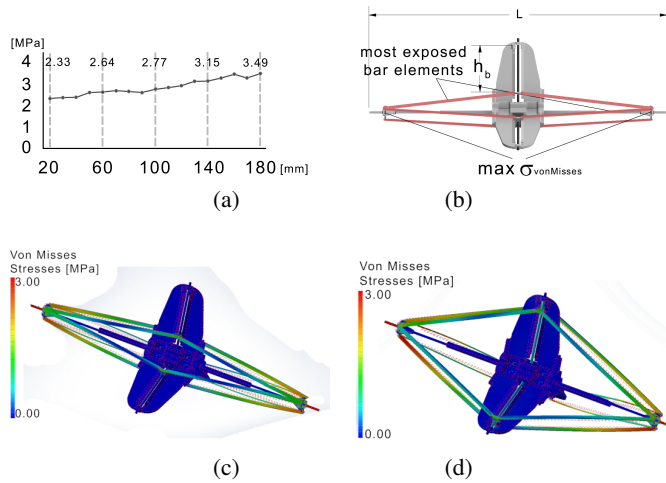 [MPa]
4
3
2
1
0
2.33 2.64 2.77 3.15 3.49
20 60 100 140 180 [mm]
(a)
L
most exposed
bar elements
h_b
max σvonMisses
(b)
Von Misses
Stresses [MPa]
3.00
0.00
(c)
Von Misses
Stresses [MPa]
3.00
0.00
(d)